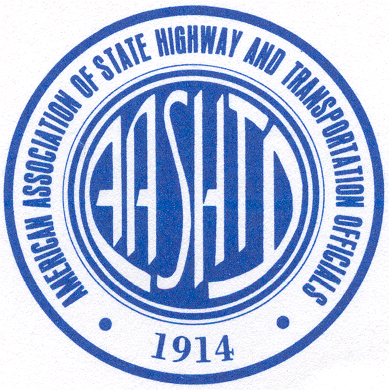 AMERICAN ASSOCIATION OF STATE HIGHWAY AND TRANSPORTATION OFFICIALS
AASHTO
1914